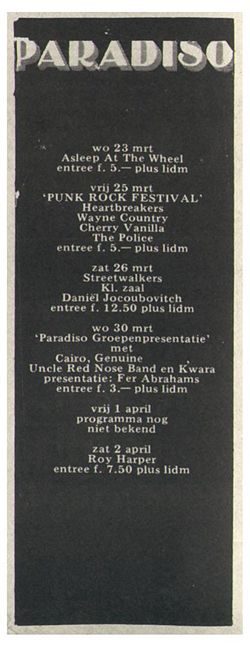 PARADISO
wo 23 mrt
Asleep At The Wheel
entree f. 5.— plus lidm
vrij 25 mrt
‘PUNK ROCK FESTIVAL’
Heartbreakers
Wayne Country
Cherry Vanilla
The Police
entree f. 5.— plus lidm
zat 26 mrt
Streetwalkers
Kl. zaal
Daniël Jocoubovitch
entree f. 12.50 plus lidm
wo 30 mrt
‘Paradiso Groepenpresentatie’
met
Cairo, Genuine
Uncle Red Nose Band en Kwara
presentatie: Fer Abrahams
entree f. 3.— plus lidm
vrij 1 april
programma nog
niet bekend
zat 2 april
Roy Harper
entree f. 7.50 plus lidm